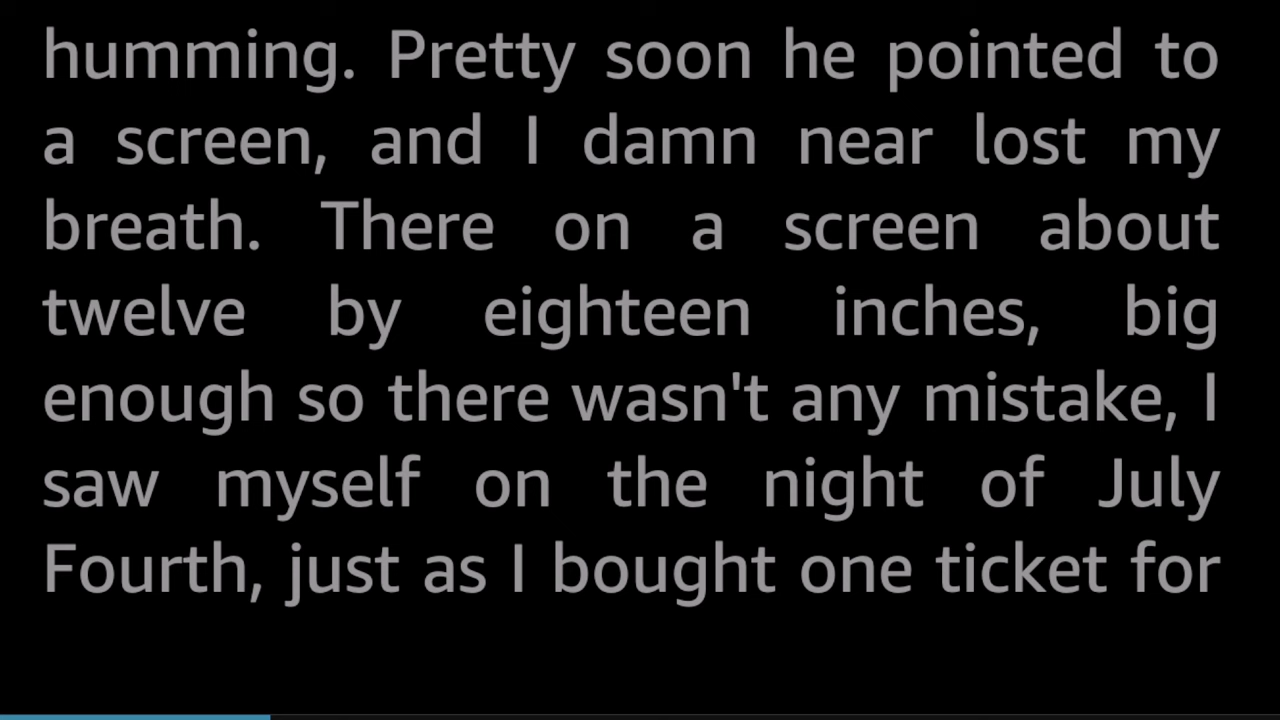 humming. Pretty soon he pointed to
a screen, and I damn near lost my
breath. There on a screen about
twelve by eighteen inches, big
enough so there wasn't any mistake, I
saw myself on the night of July
Fourth, just as I bought one ticket for